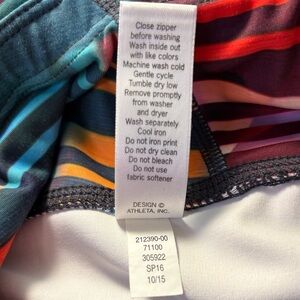 Close zipper
before washing
Wash inside out
with like colors
Machine wash cold
Gentle cycle
Tumble dry low
Remove promptly
from washer
and dryer
Wash separately
Cool iron
Do not iron print
Do not dry clean
Do not bleach
Do not use
fabric softener
DESIGN ©
ATHLETA, INC.
212390-00
71100
305922
SP16
10/15